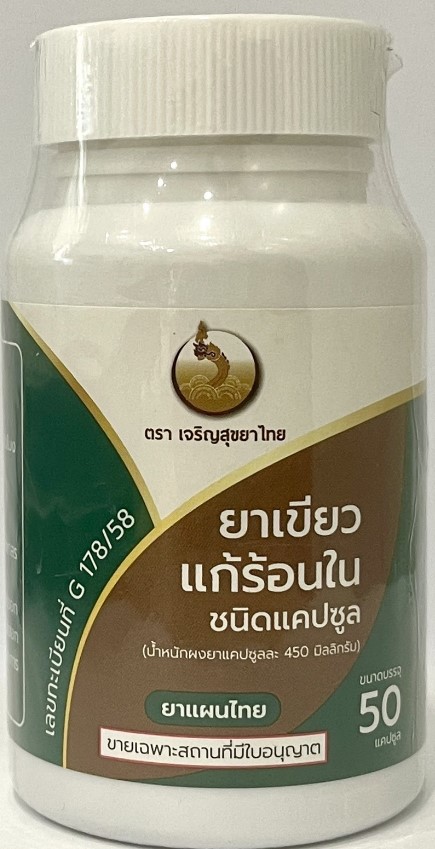 ตรา เจริญสุขยาไทย
ยาเขียว
แก้ร้อนใน
ชนิดแคปซูล
(น้ำหนักผงยาแคปซูลละ 450 มิลลิกรัม)
เลขทะเบียนที่ G 178/58
ยาแผนไทย
ขายเฉพาะสถานที่มีใบอนุญาต
ขนาดบรรจุ
50
แคปซูล